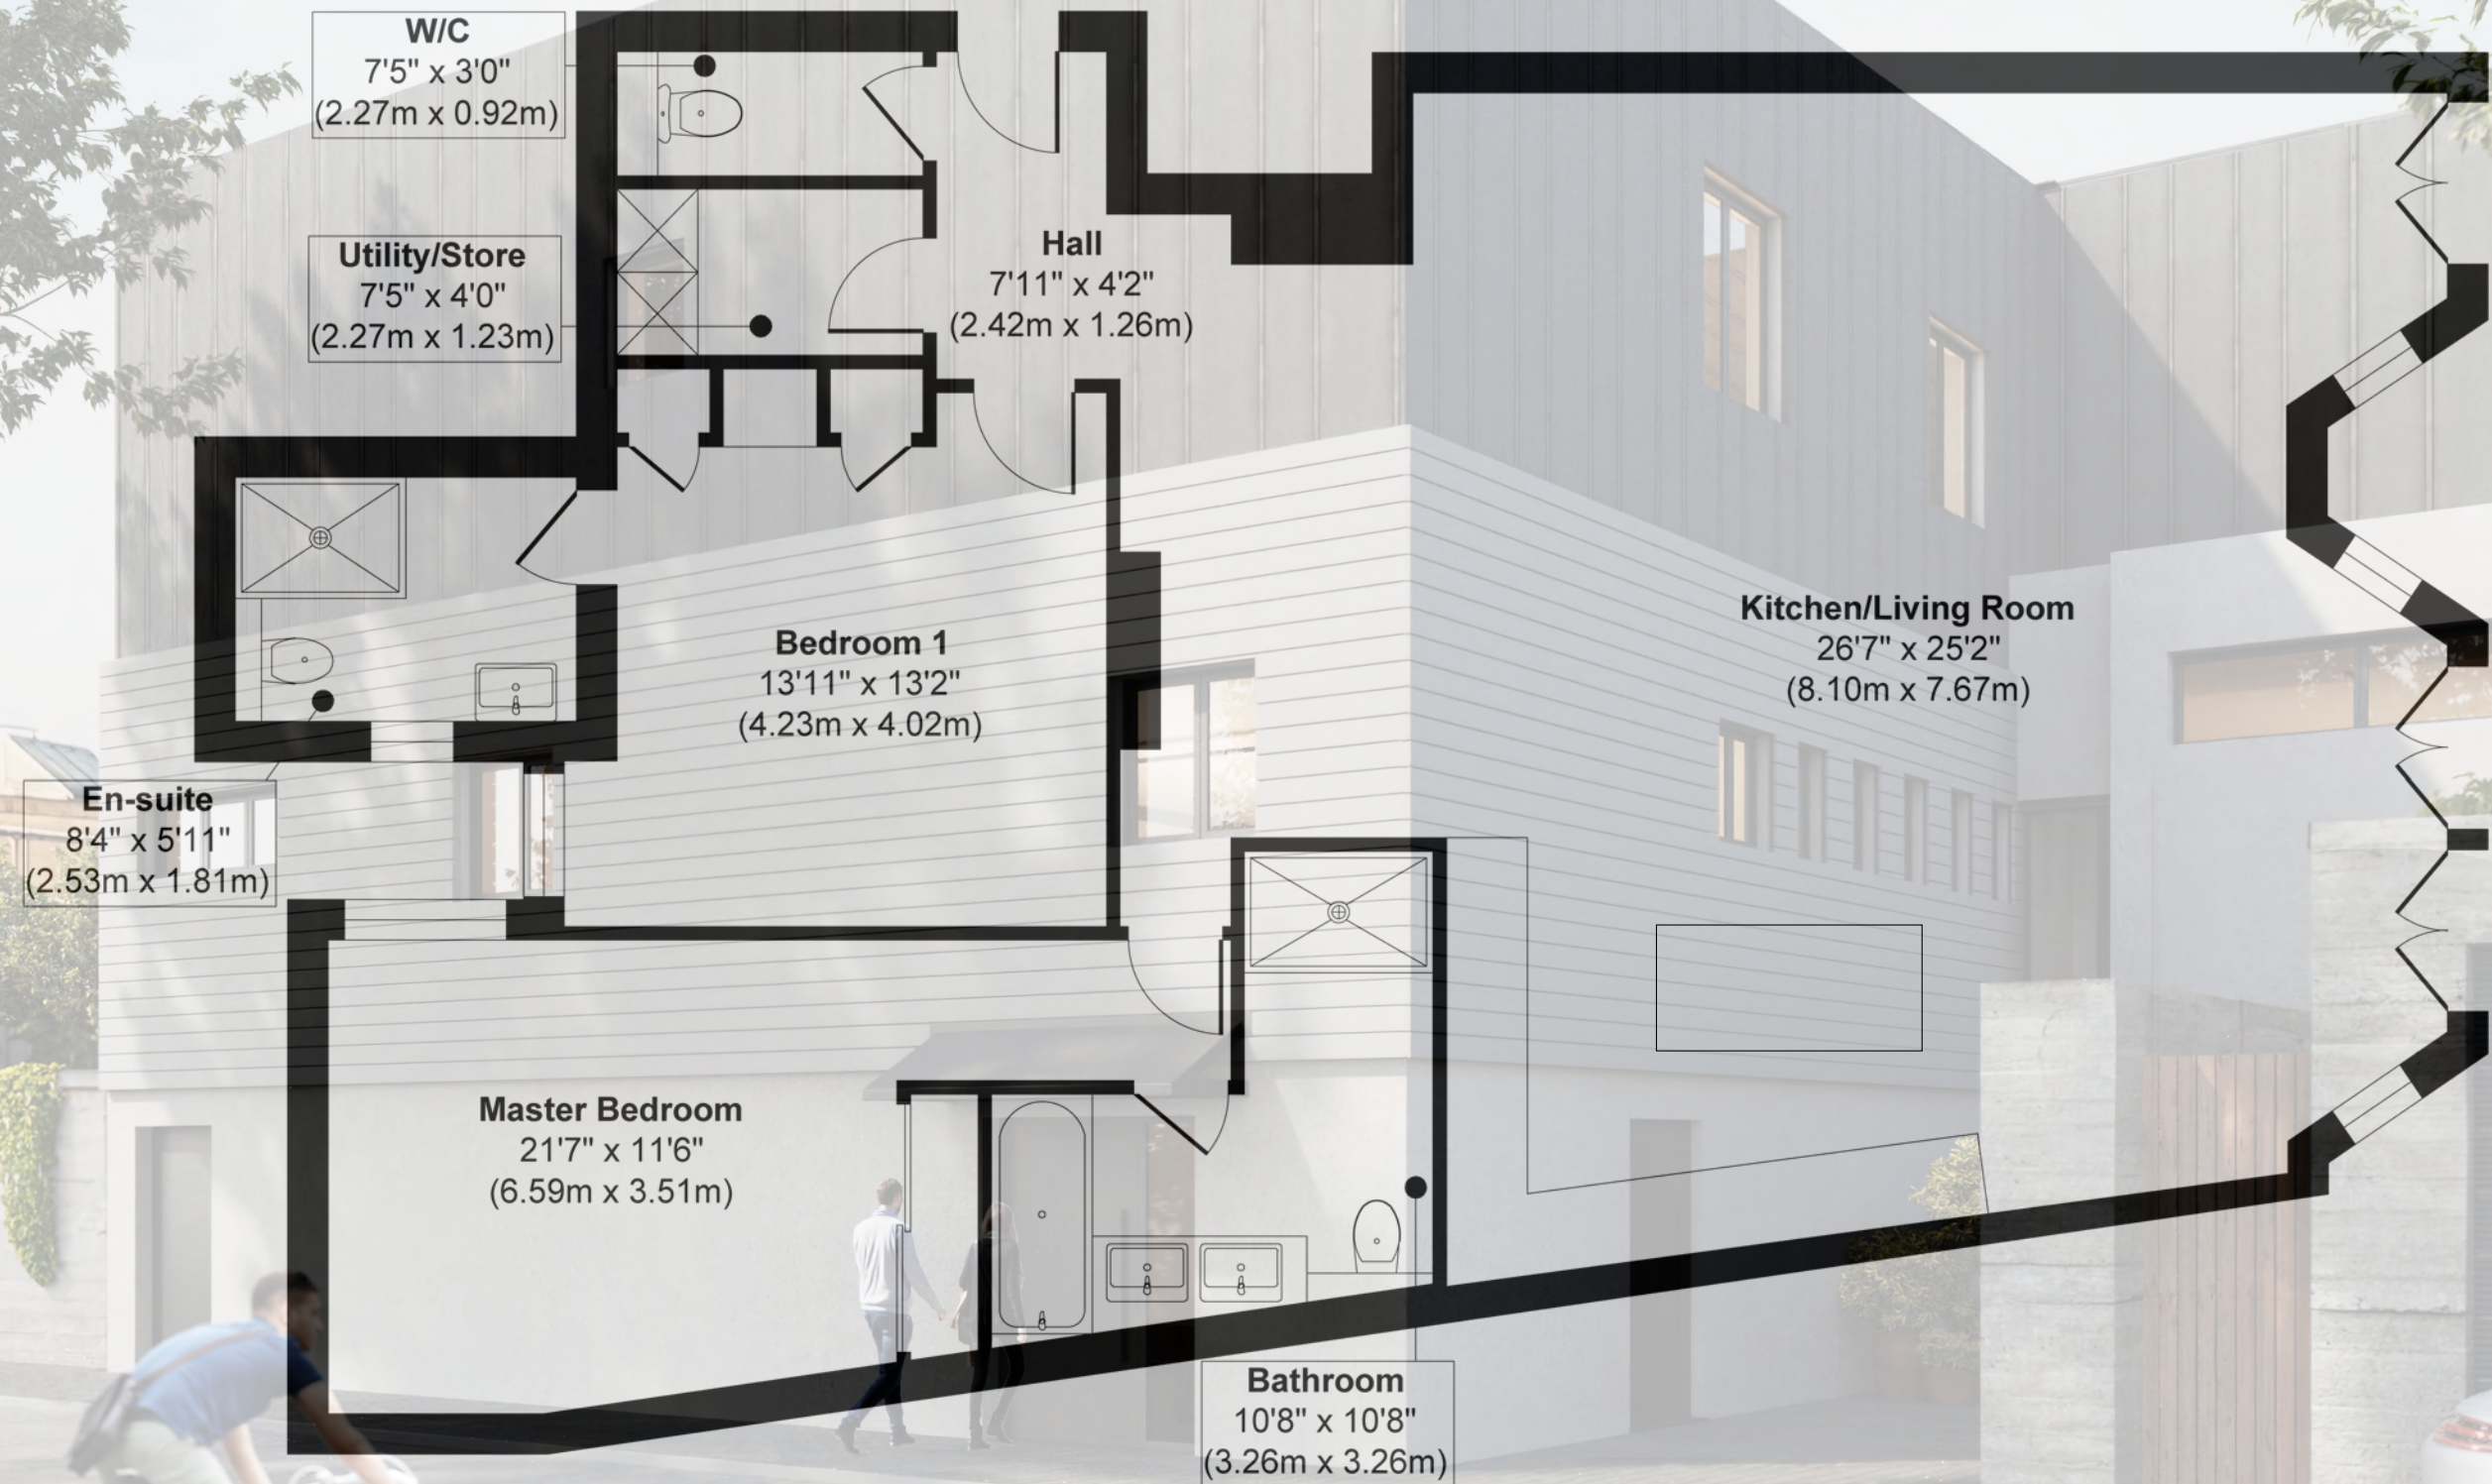 W/C
7'5" x 3'0"
(2.27m x 0.92m)
Utility/Store
7'5" x 4'0"
(2.27m x 1.23m)
Hall
7'11" x 4'2"
(2.42m x 1.26m)
Kitchen/Living Room
26'7" x 25'2"
(8.10m x 7.67m)
Bedroom 1
13'11" x 13'2"
(4.23m x 4.02m)
En-suite
8'4" x 5'11"
(2.53m x 1.81m)
Master Bedroom
21'7" x 11'6"
(6.59m x 3.51m)
Bathroom
10'8" x 10'8"
(3.26m x 3.26m)